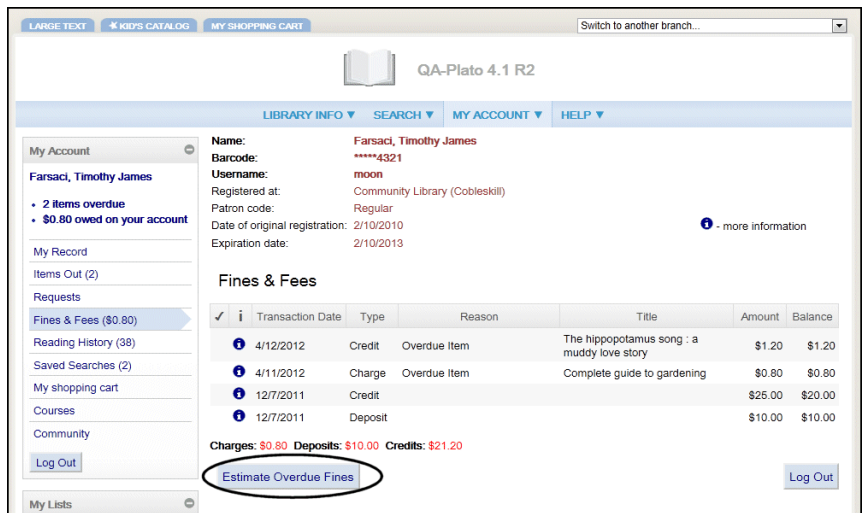 LARGE TEXT KID'S CATALOG MY SHOPPING CART Switch to another branch...
QA-Plato 4.1 R2
LIBRARY INFO ▼ SEARCH ▼ MY ACCOUNT ▼ HELP ▼
My Account
Farsaci, Timothy James
• 2 items overdue
• $0.80 owed on your account
My Record
Items Out (2)
Requests
Fines & Fees ($0.80)
Reading History (38)
Saved Searches (2)
My shopping cart
Courses
Community
Log Out
My Lists
Name: Farsaci, Timothy James
Barcode: *****4321
Username: moon
Registered at: Community Library (Cobleskill)
Patron code: Regular
Date of original registration: 2/10/2010
Expiration date: 2/10/2013
i - more information
Fines & Fees
✓ i Transaction Date Type Reason Title Amount Balance
i 4/12/2012 Credit Overdue Item The hippopotamus song : a
muddy love story $1.20 $1.20
i 4/11/2012 Charge Overdue Item Complete guide to gardening $0.80 $0.80
i 12/7/2011 Credit $25.00 $20.00
i 12/7/2011 Deposit $10.00 $10.00
Charges: $0.80 Deposits: $10.00 Credits: $21.20
Estimate Overdue Fines Log Out